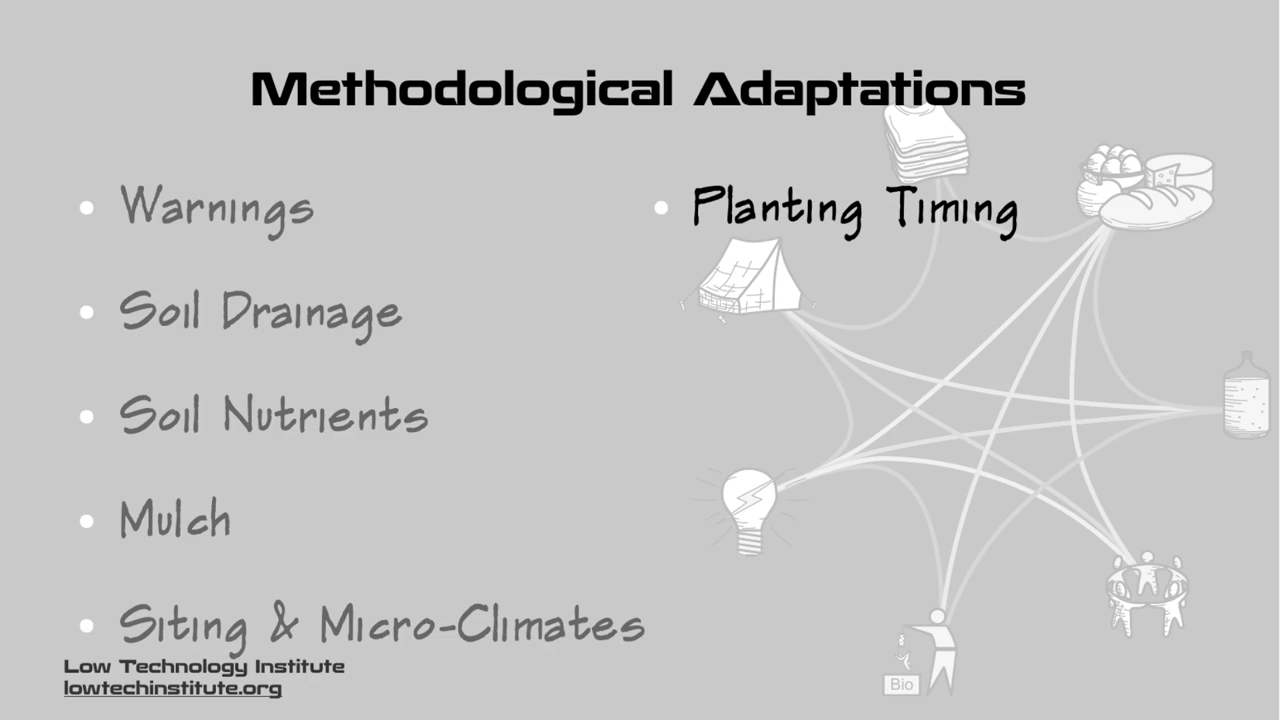 Methodological Adaptations
Warnings
Soil Drainage
Soil Nutrients
Mulch
Siting & Micro-Climates
Planting Timing
Bio
Low Technology Institute
lowtechinstitute.org